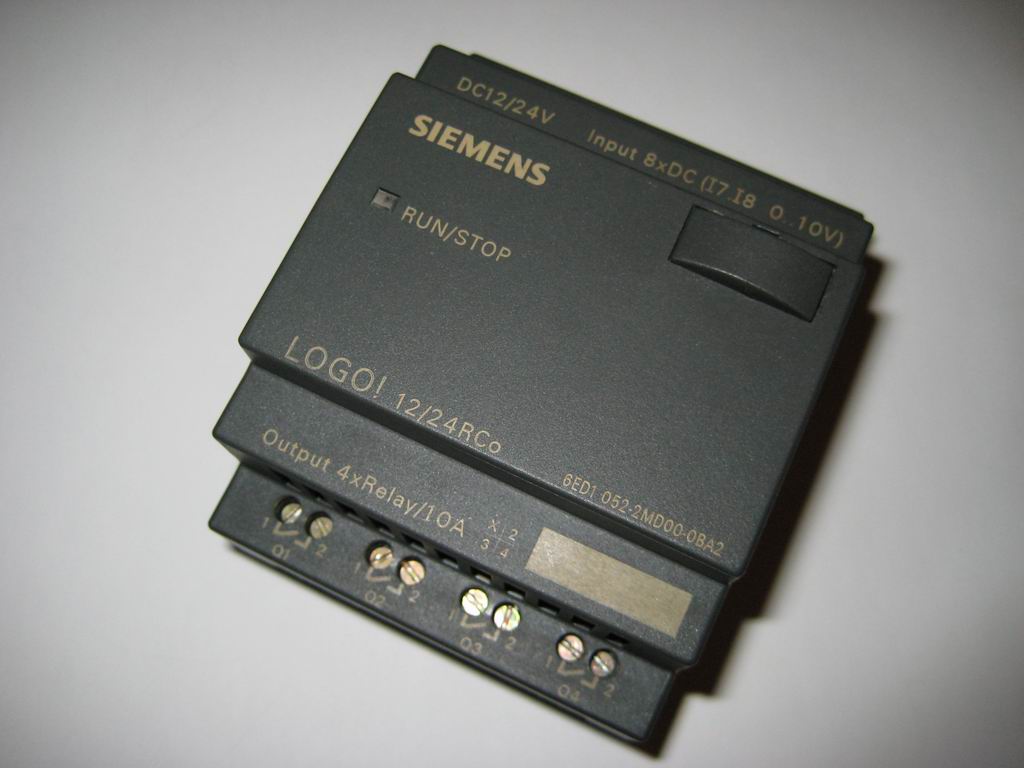 DC12/24V Input 8xDC (I7,I8 0..10V)
SIEMENS
RUN/STOP
LOGO! 12/24RCo
6ED1 052-2MD00-0BA2
Output 4xRelay/10A
X 2
3 4
1 2 1 2 1 2 1 2
Q1 Q2 Q3 Q4